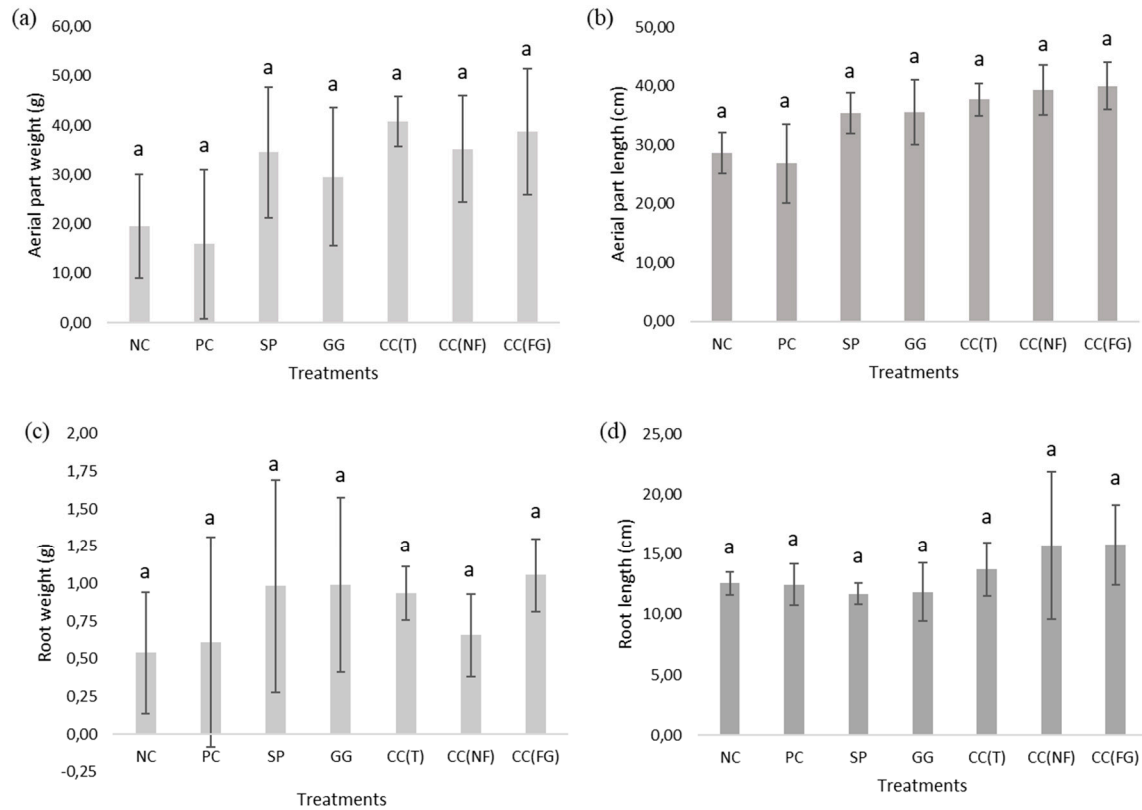 (a)
Aerial part weight (g)
60,00
50,00
40,00
30,00
20,00
10,00
0,00
a a a a a a a
NC PC SP GG CC(T) CC(NF) CC(FG)
Treatments
(b)
Aerial part length (cm)
50,00
40,00
30,00
20,00
10,00
0,00
a a a a a a a
NC PC SP GG CC(T) CC(NF) CC(FG)
Treatments
(c)
Root weight (g)
2,00
1,75
1,50
1,25
1,00
0,75
0,50
0,25
0,00
-0,25
a a a a a a a
NC PC SP GG CC(T) CC(NF) CC(FG)
Treatments
(d)
Root length (cm)
25,00
20,00
15,00
10,00
5,00
0,00
a a a a a a a
NC PC SP GG CC(T) CC(NF) CC(FG)
Treatments